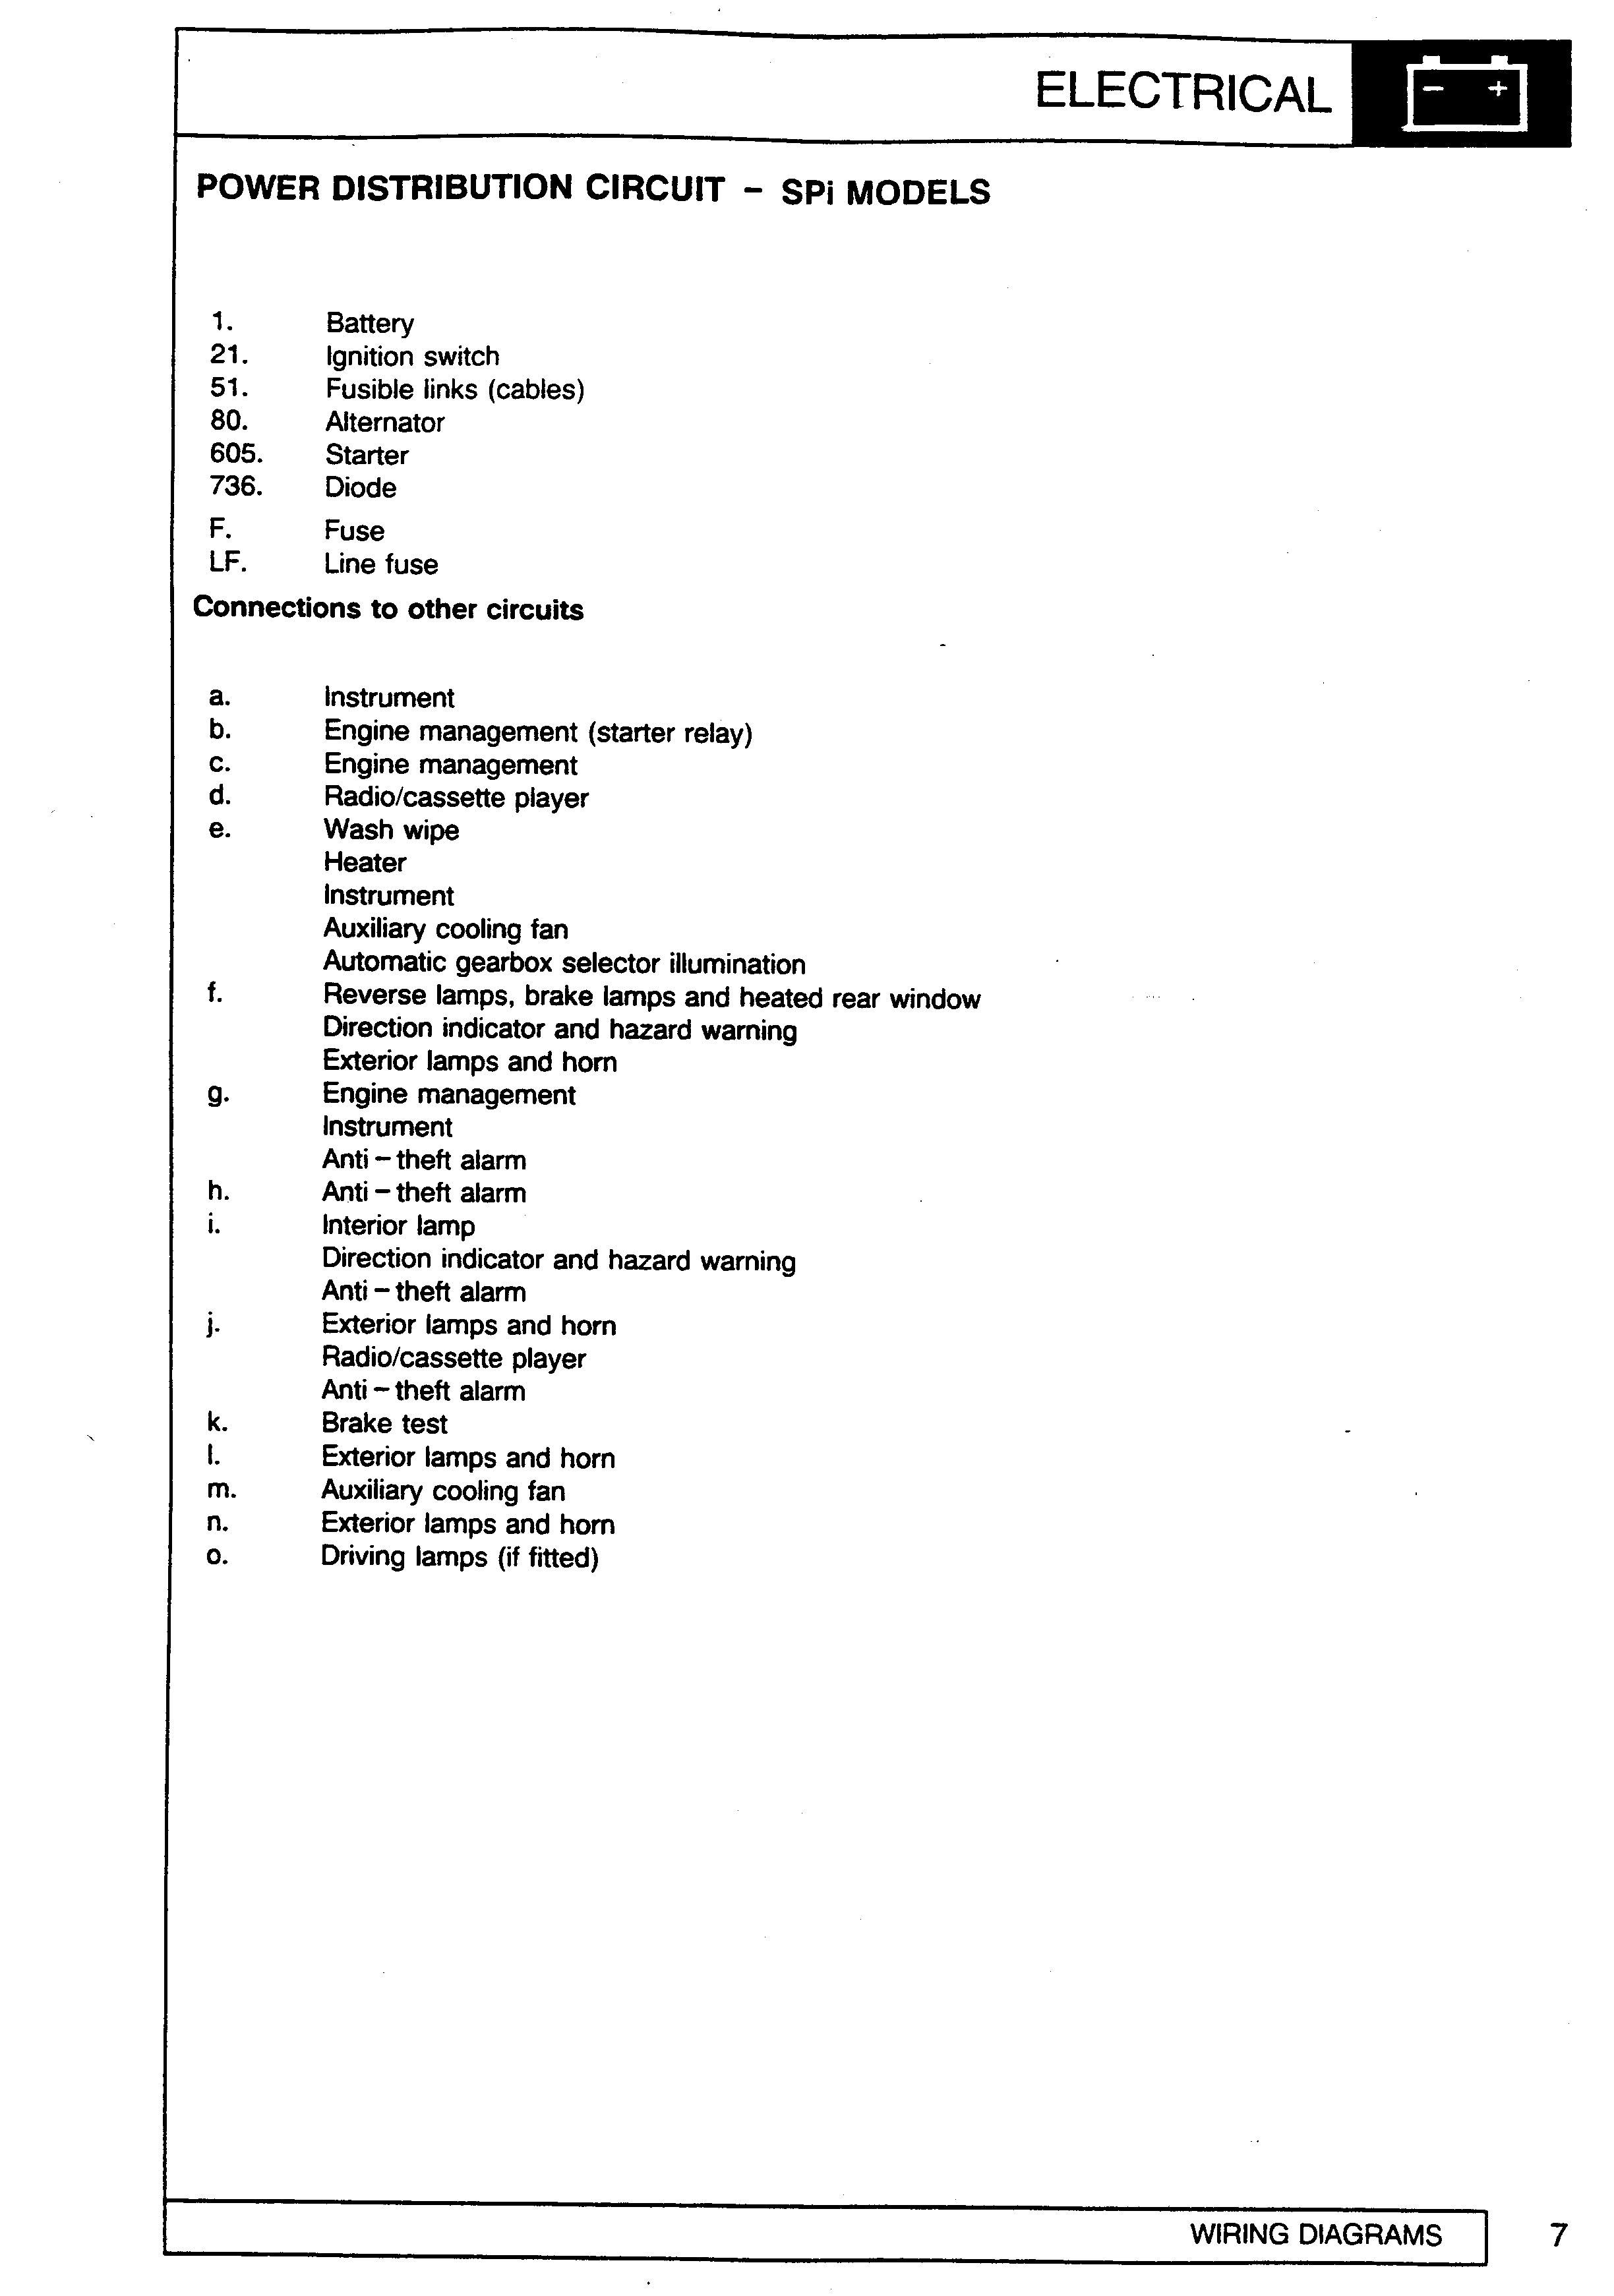 ELECTRICAL
- +
POWER DISTRIBUTION CIRCUIT - SPi MODELS
1. Battery
21. Ignition switch
51. Fusible links (cables)
80. Alternator
605. Starter
736. Diode
F. Fuse
LF. Line fuse
Connections to other circuits
a. Instrument
b. Engine management (starter relay)
c. Engine management
d. Radio/cassette player
e. Wash wipe
Heater
Instrument
Auxiliary cooling fan
Automatic gearbox selector illumination
f. Reverse lamps, brake lamps and heated rear window
Direction indicator and hazard warning
Exterior lamps and horn
g. Engine management
Instrument
Anti – theft alarm
h. Anti – theft alarm
i. Interior lamp
Direction indicator and hazard warning
Anti – theft alarm
j. Exterior lamps and horn
Radio/cassette player
Anti – theft alarm
k. Brake test
l. Exterior lamps and horn
m. Auxiliary cooling fan
n. Exterior lamps and horn
o. Driving lamps (if fitted)
WIRING DIAGRAMS 7